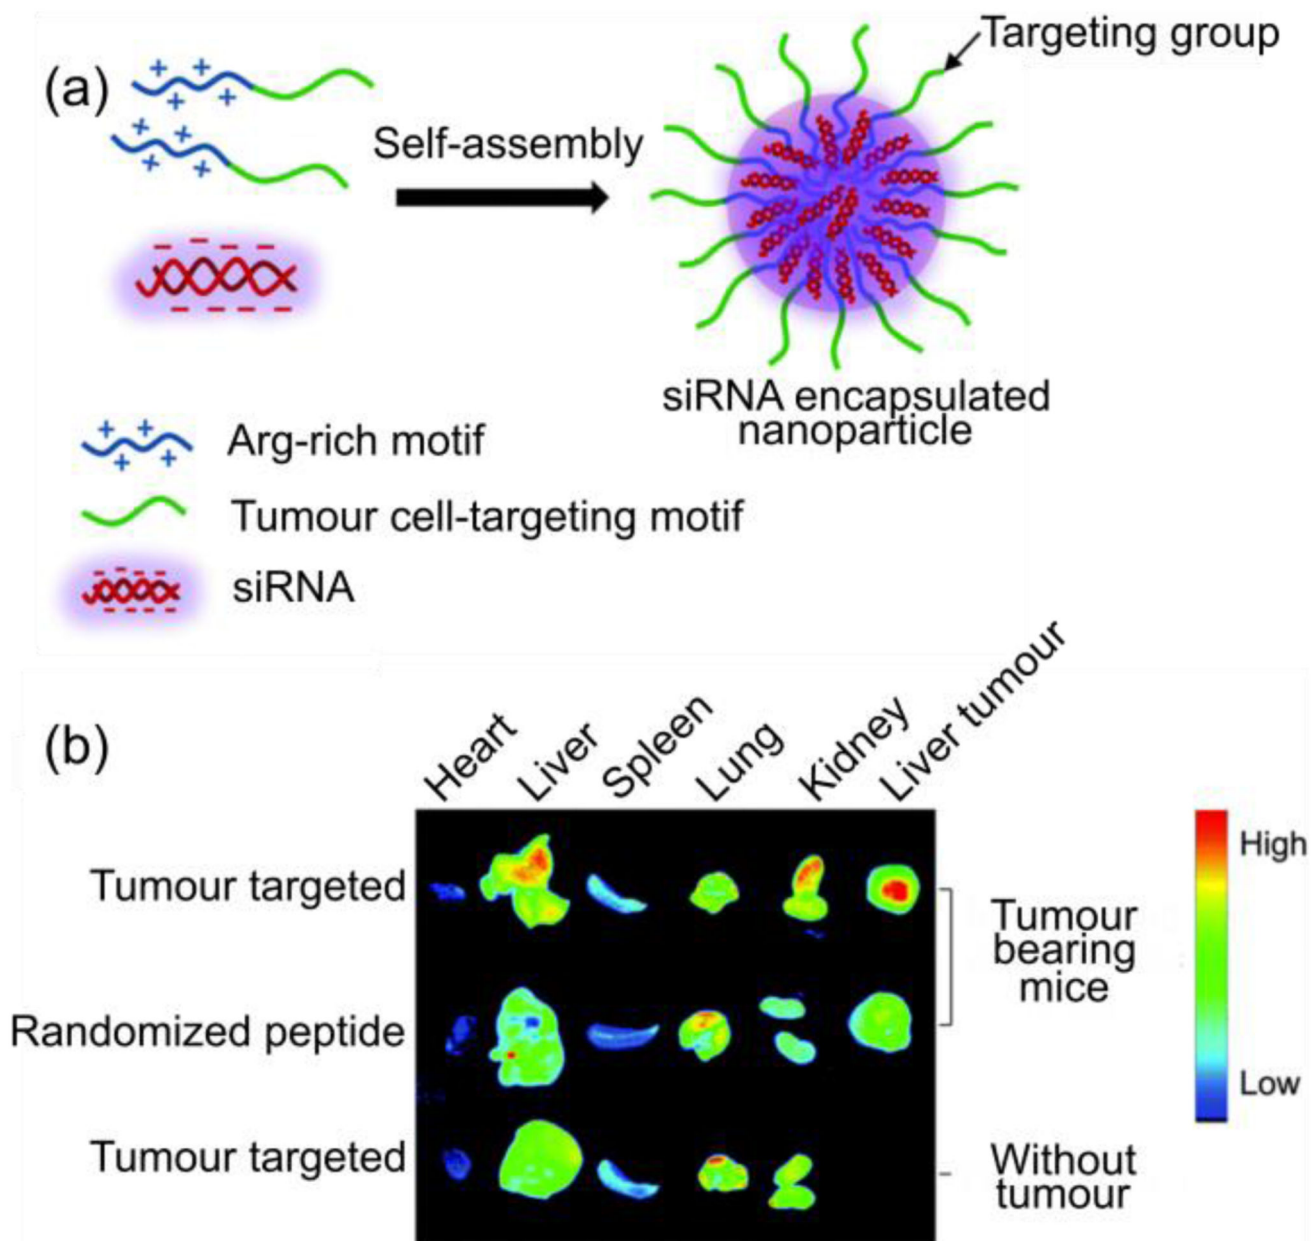 (a)
Targeting group
Self-assembly
siRNA encapsulated
nanoparticle
Arg-rich motif
Tumour cell-targeting motif
siRNA
(b)
Heart
Liver
Spleen
Lung
Kidney
Liver tumour
Tumour targeted
Randomized peptide
Tumour targeted
Tumour
bearing
mice
Without
tumour
High
Low